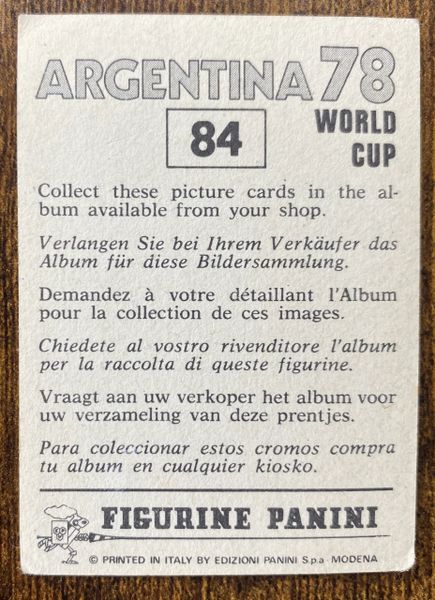 ARGENTINA 78
84
WORLD
CUP
Collect these picture cards in the al-
bum available from your shop.
Verlangen Sie bei Ihrem Verkäufer das
Album für diese Bildersammlung.
Demandez à votre détaillant l'Album
pour la collection de ces images.
Chiedete al vostro rivenditore l'album
per la raccolta di queste figurine.
Vraagt aan uw verkoper het album voor
uw verzameling van deze prentjes.
Para coleccionar estos cromos compra
tu album en cualquier kiosko.
FIGURINE PANINI
© PRINTED IN ITALY BY EDIZIONI PANINI S.p.a - MODENA